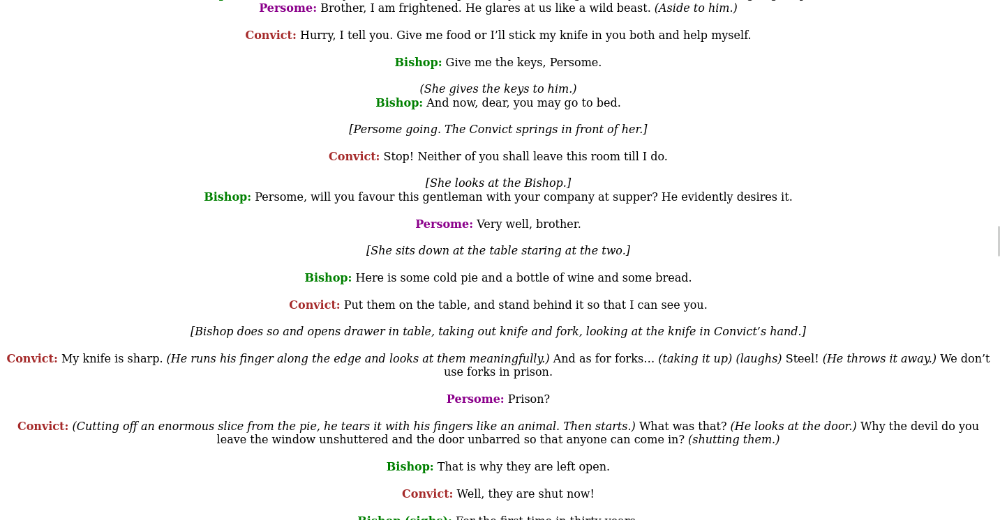 Persome: Brother, I am frightened. He glares at us like a wild beast. (Aside to him.)
Convict: Hurry, I tell you. Give me food or I’ll stick my knife in you both and help myself.
Bishop: Give me the keys, Persome.
(She gives the keys to him.)
Bishop: And now, dear, you may go to bed.
[Persome going. The Convict springs in front of her.]
Convict: Stop! Neither of you shall leave this room till I do.
[She looks at the Bishop.]
Bishop: Persome, will you favour this gentleman with your company at supper? He evidently desires it.
Persome: Very well, brother.
[She sits down at the table staring at the two.]
Bishop: Here is some cold pie and a bottle of wine and some bread.
Convict: Put them on the table, and stand behind it so that I can see you.
[Bishop does so and opens drawer in table, taking out knife and fork, looking at the knife in Convict’s hand.]
Convict: My knife is sharp. (He runs his finger along the edge and looks at them meaningfully.) And as for forks… (taking it up) (laughs) Steel! (He throws it away.) We don’t
use forks in prison.
Persome: Prison?
Convict: (Cutting off an enormous slice from the pie, he tears it with his fingers like an animal. Then starts.) What was that? (He looks at the door.) Why the devil do you
leave the window unshuttered and the door unbarred so that anyone can come in? (shutting them.)
Bishop: That is why they are left open.
Convict: Well, they are shut now!
Bishop (sighs): For the first time in thirty years.